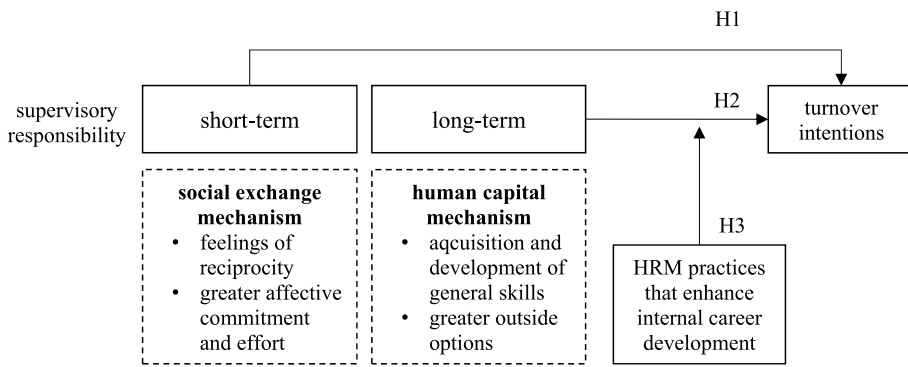 H1
supervisory
responsibility
short-term
long-term
H2
turnover
intentions
social exchange
mechanism
• feelings of
reciprocity
• greater affective
commitment
and effort
human capital
mechanism
• aqcuisition and
development of
general skills
• greater outside
options
H3
HRM practices
that enhance
internal career
development